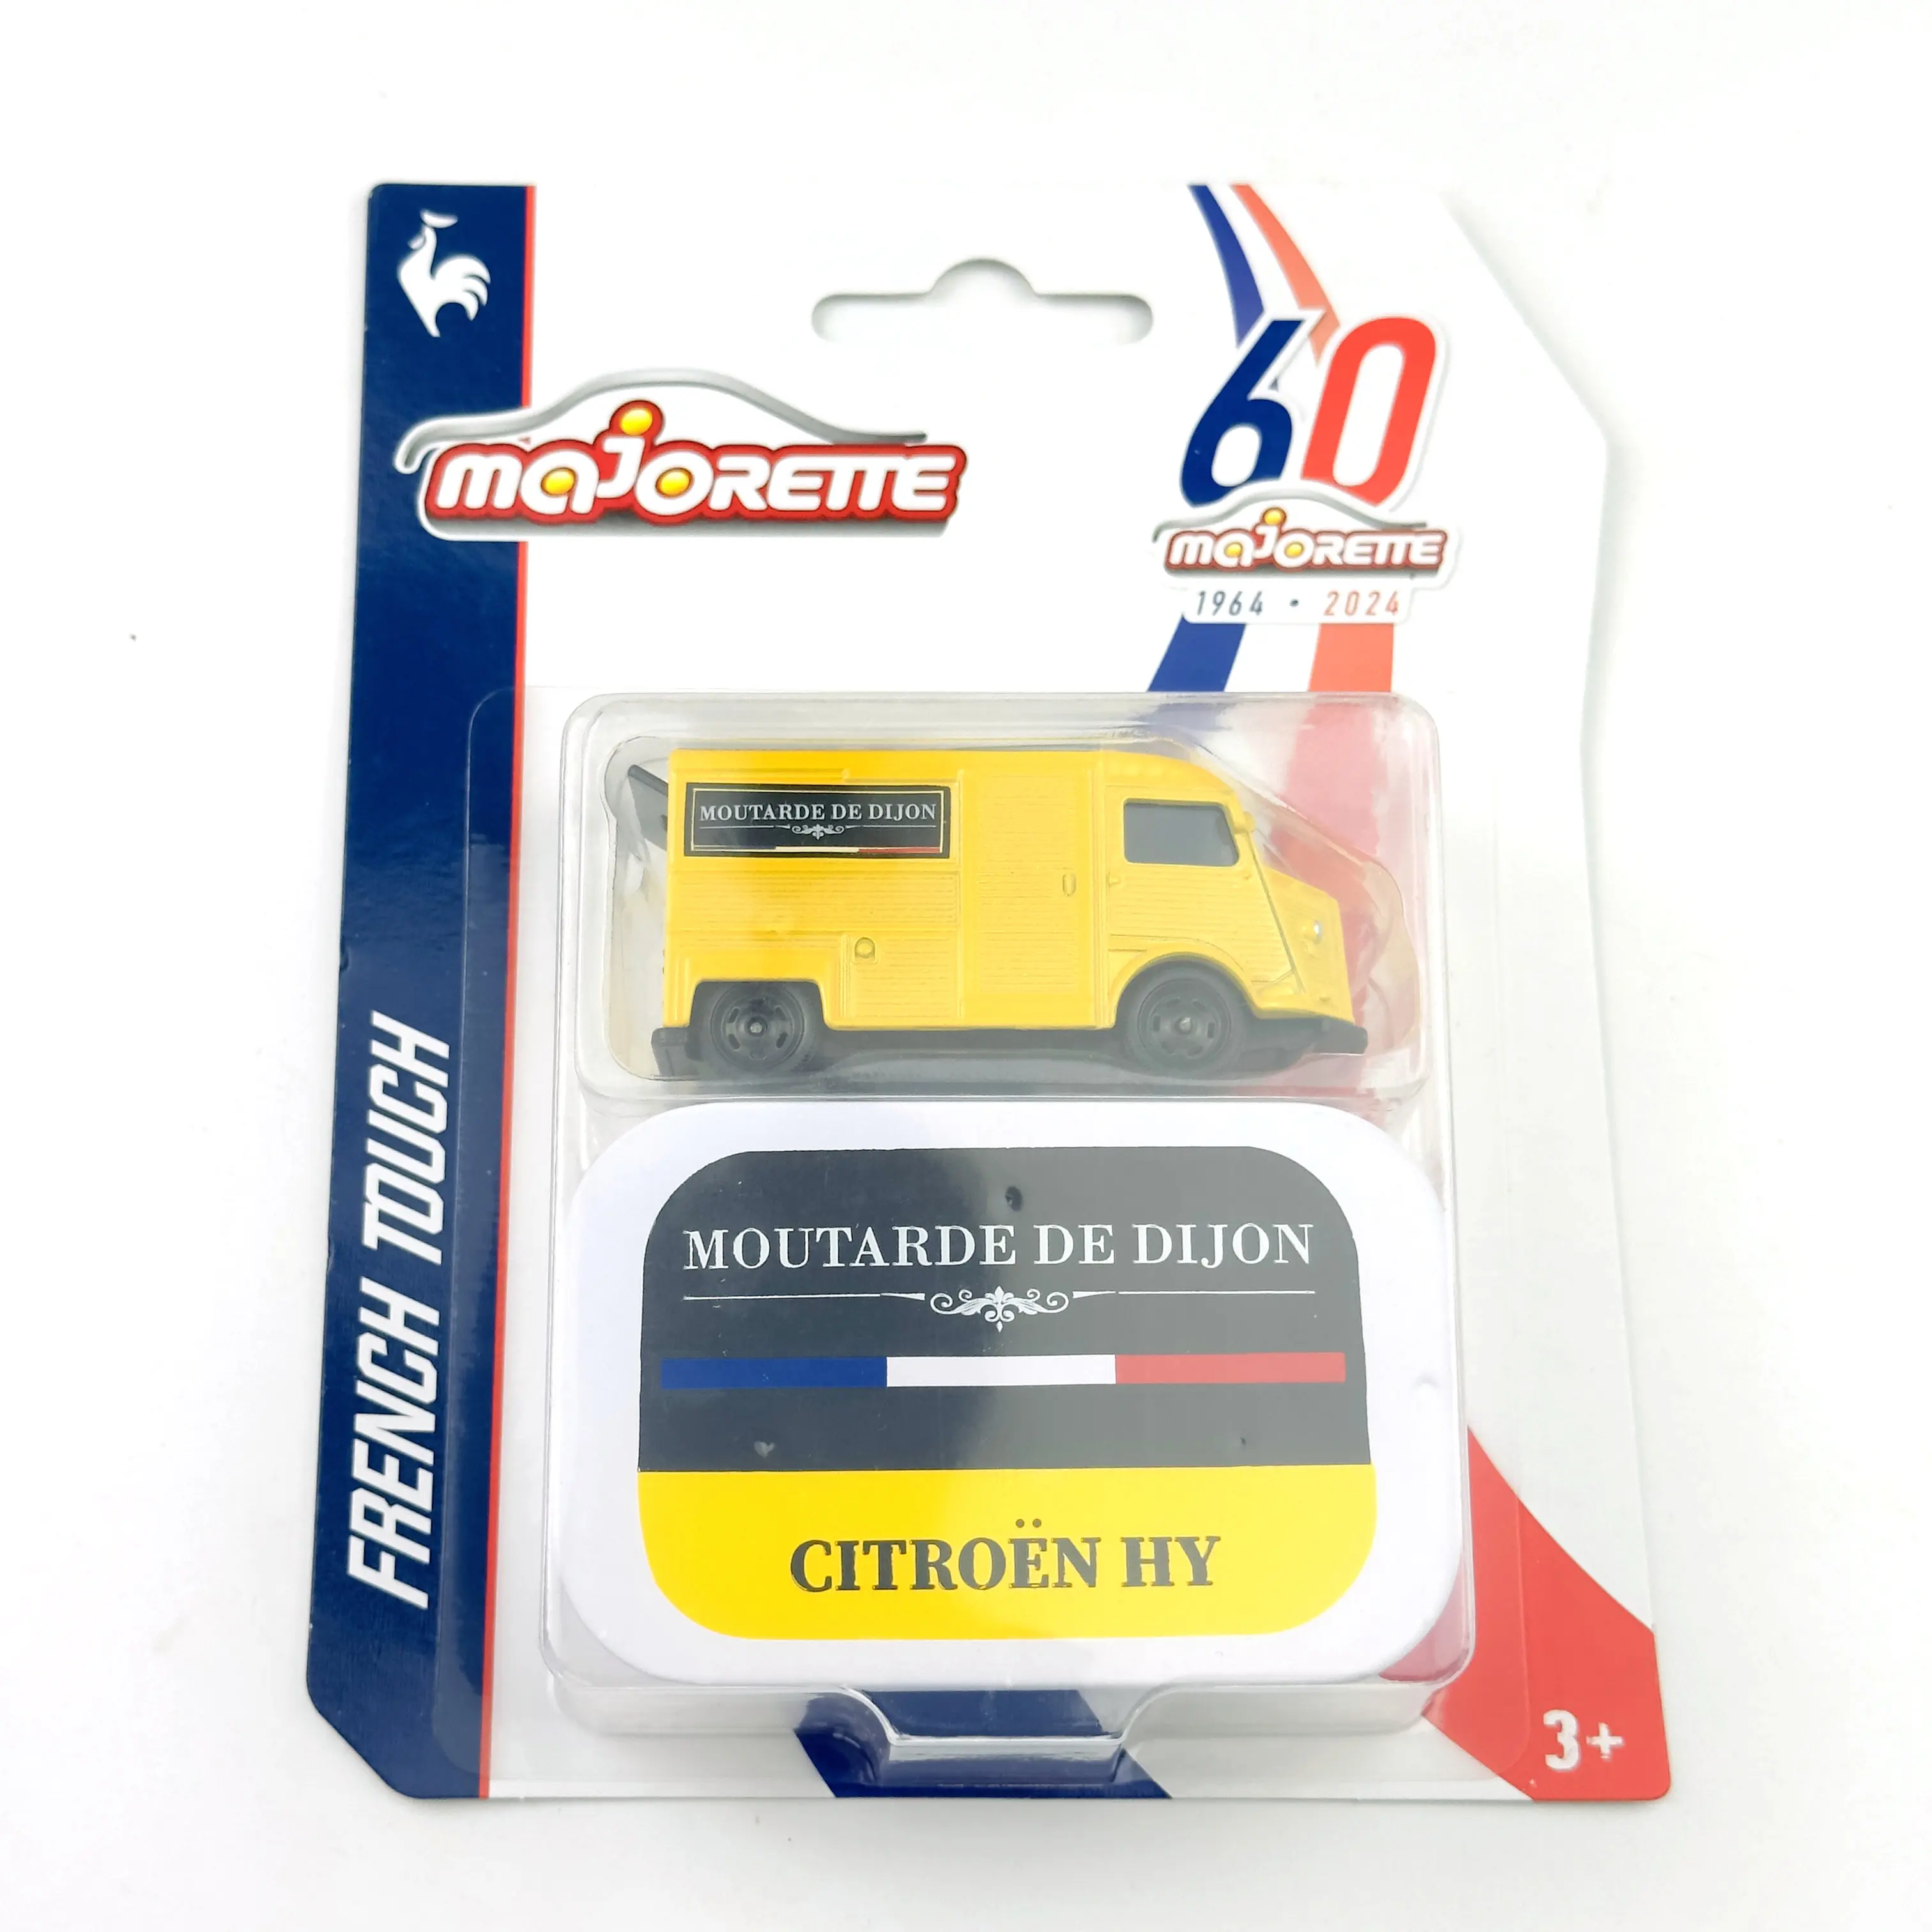 majorette
60
majorette
1964 • 2024
MOUTARDE DE DIJON
MOUTARDE DE DIJON
CITROËN HY
FRENCH TOUCH
3+